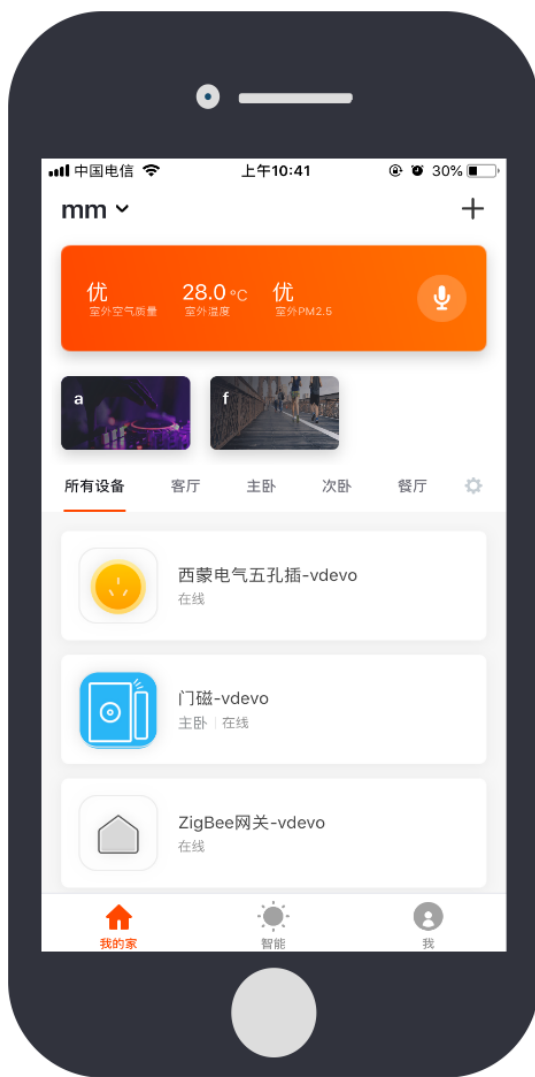 中国电信 上午10:41 30%
mm
优 28.0 °C 优
室外空气质量 室外温度 室外PM2.5
a f
所有设备 客厅 主卧 次卧 餐厅
西蒙电气五孔插-vdevo
在线
门磁-vdevo
主卧 | 在线
ZigBee网关-vdevo
在线
我的家 智能 我